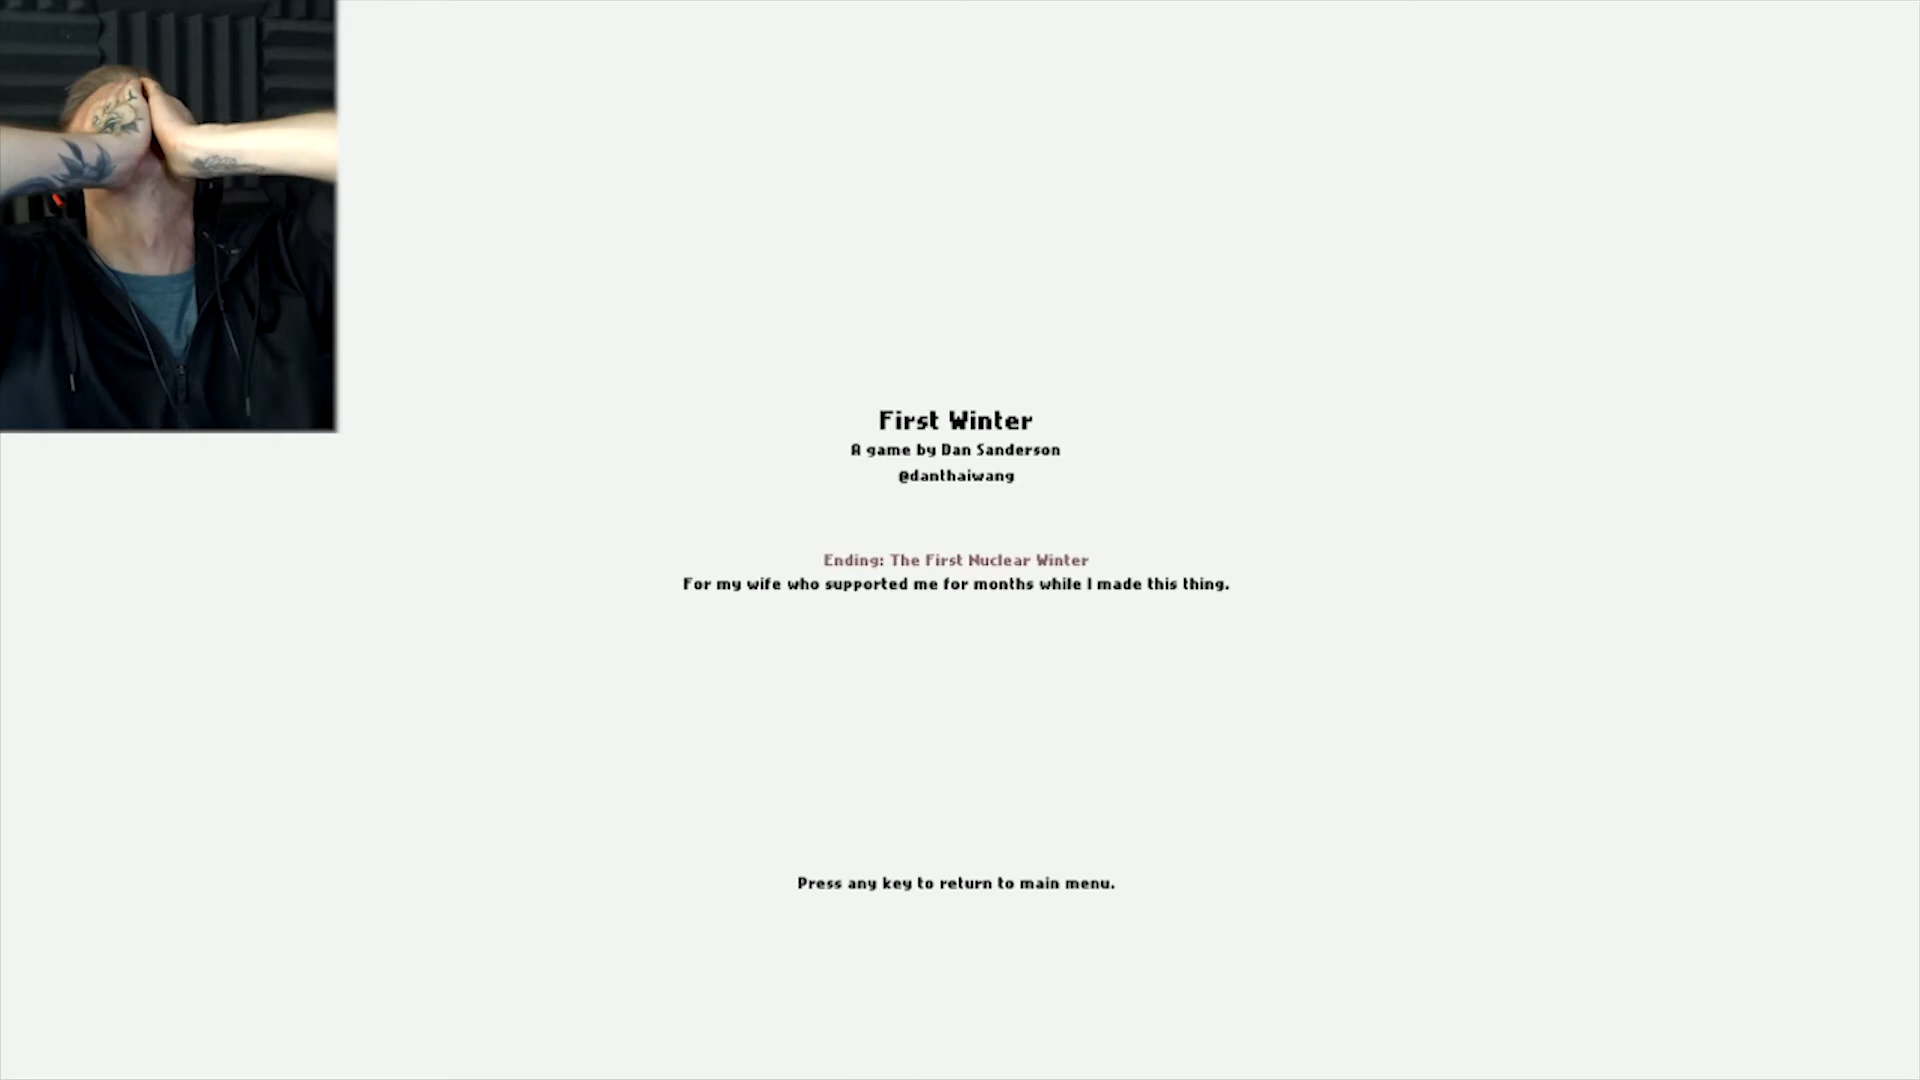 First Winter
A game by Dan Sanderson
@danthaiwang
Ending: The First Nuclear Winter
For my wife who supported me for months while I made this thing.
Press any key to return to main menu.